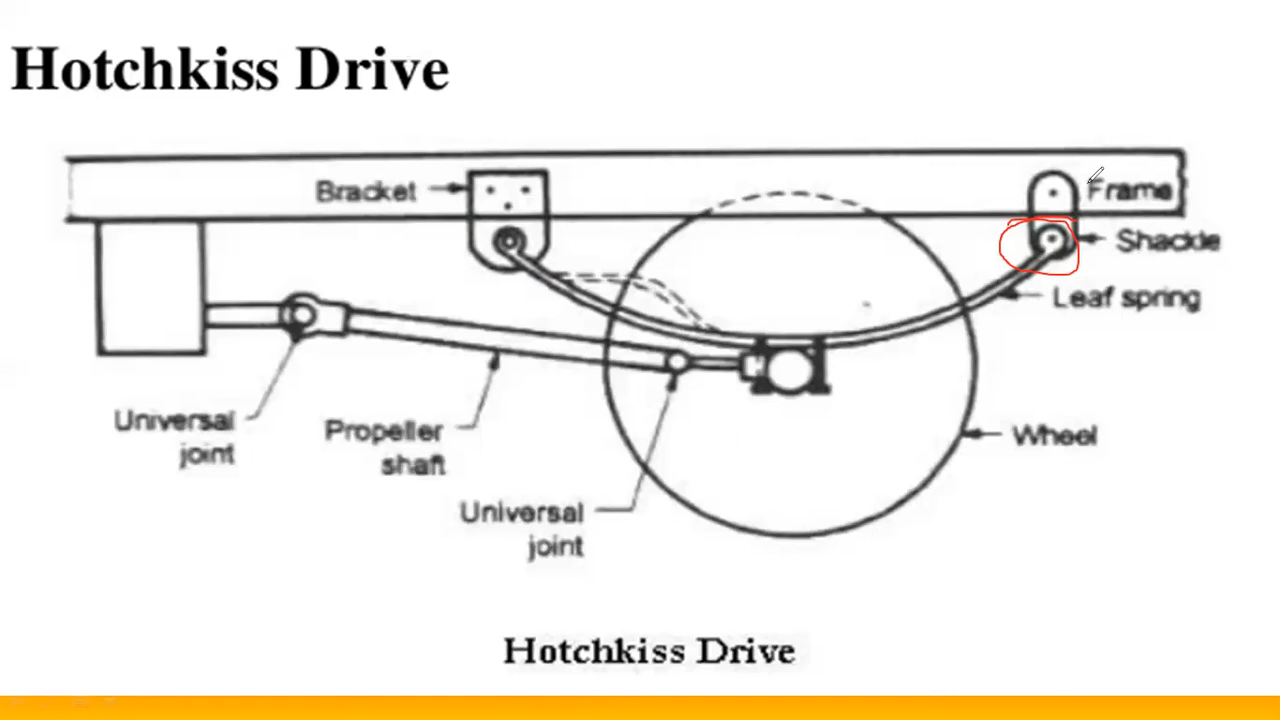 Hotchkiss Drive
Bracket
Frame
Shackle
Leaf spring
Universal
joint
Propeller
shaft
Wheel
Universal
joint
Hotchkiss Drive